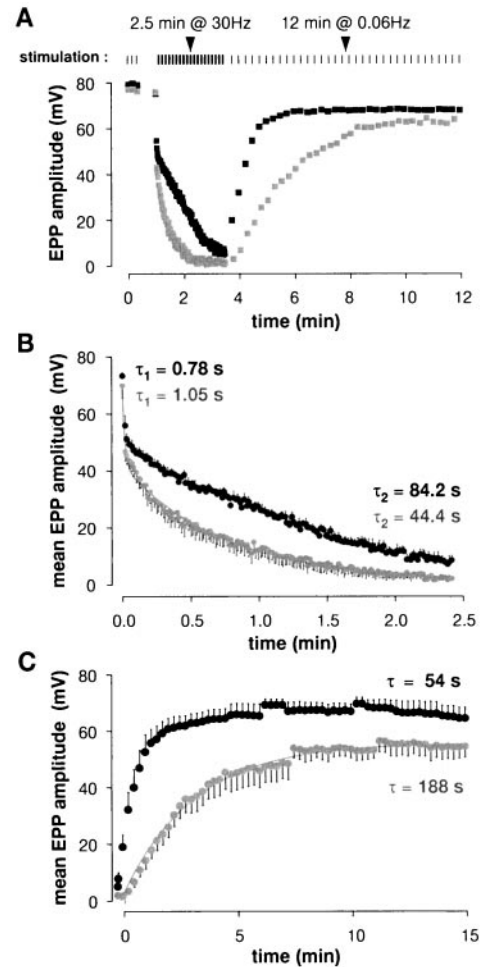 A
2.5 min @ 30Hz 12 min @ 0.06Hz
stimulation :
EPP amplitude (mV)
80
60
40
20
0
0 2 4 6 8 10 12
time (min)
B
mean EPP amplitude (mV)
80
60
40
20
0
τ1 = 0.78 s
τ1 = 1.05 s
τ2 = 84.2 s
τ2 = 44.4 s
0.0 0.5 1.0 1.5 2.0 2.5
time (min)
C
mean EPP amplitude (mV)
80
60
40
20
0
τ = 54 s
τ = 188 s
0 5 10 15
time (min)